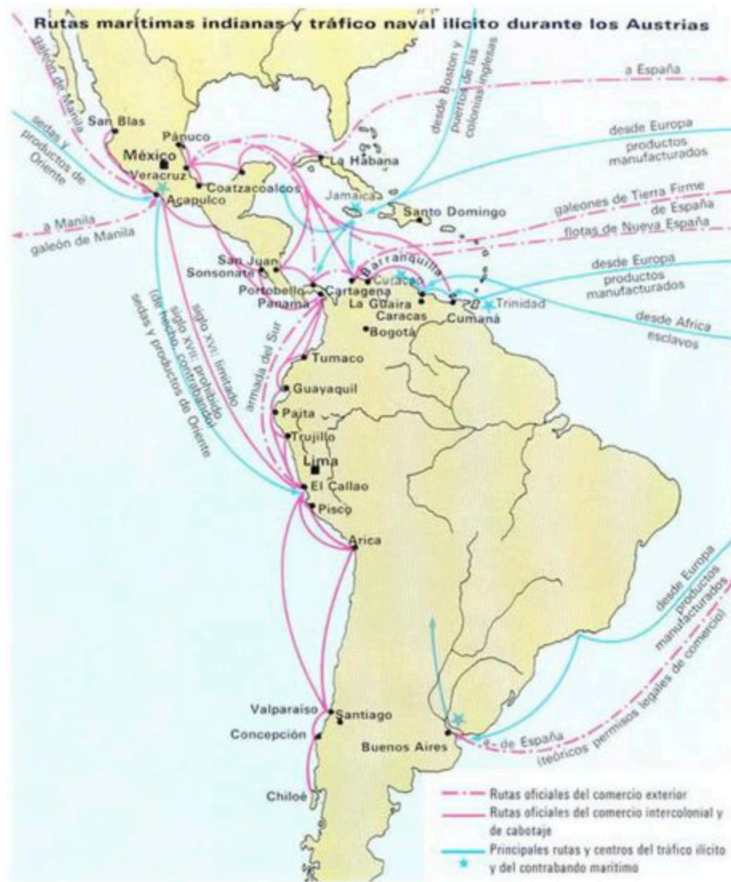 Rutas marítimas indianas y tráfico naval ilícito durante los Austrias
galeón de Manila
sedas y
productos de
Oriente
a Manila
galeón de Manila
San Blas
Pánuco
México
Veracruz
Coatzacoalcos
Acapulco
La Habana
Jamaica
Santo Domingo
desde Boston y
puertos de las
colonias inglesas
a España
desde Europa
productos
manufacturados
galeones de Tierra Firme
de España
flotas de Nueva España
desde Europa
productos
manufacturados
desde Africa
esclavos
San Juan
Sonsonate
Portobello
Panamá
Cartagena
Barranquilla
Curaçao
La Guaira
Caracas
Cumaná
Trinidad
Bogotá
siglo XVI: limitado
siglo XVII: prohibido
(de hecho, contrabando)
sedas y productos de Oriente
armada del Sur
Tumaco
Guayaquil
Paita
Trujillo
Lima
El Callao
Pisco
Arica
Valparaíso
Santiago
Concepción
Chiloé
Buenos Aires
desde Europa
productos
manufacturados
a-de España
(teóricos permisos legales de comercio)
Rutas oficiales del comercio exterior
Rutas oficiales del comercio intercolonial y
de cabotaje
Principales rutas y centros del tráfico ilícito
y del contrabando marítimo